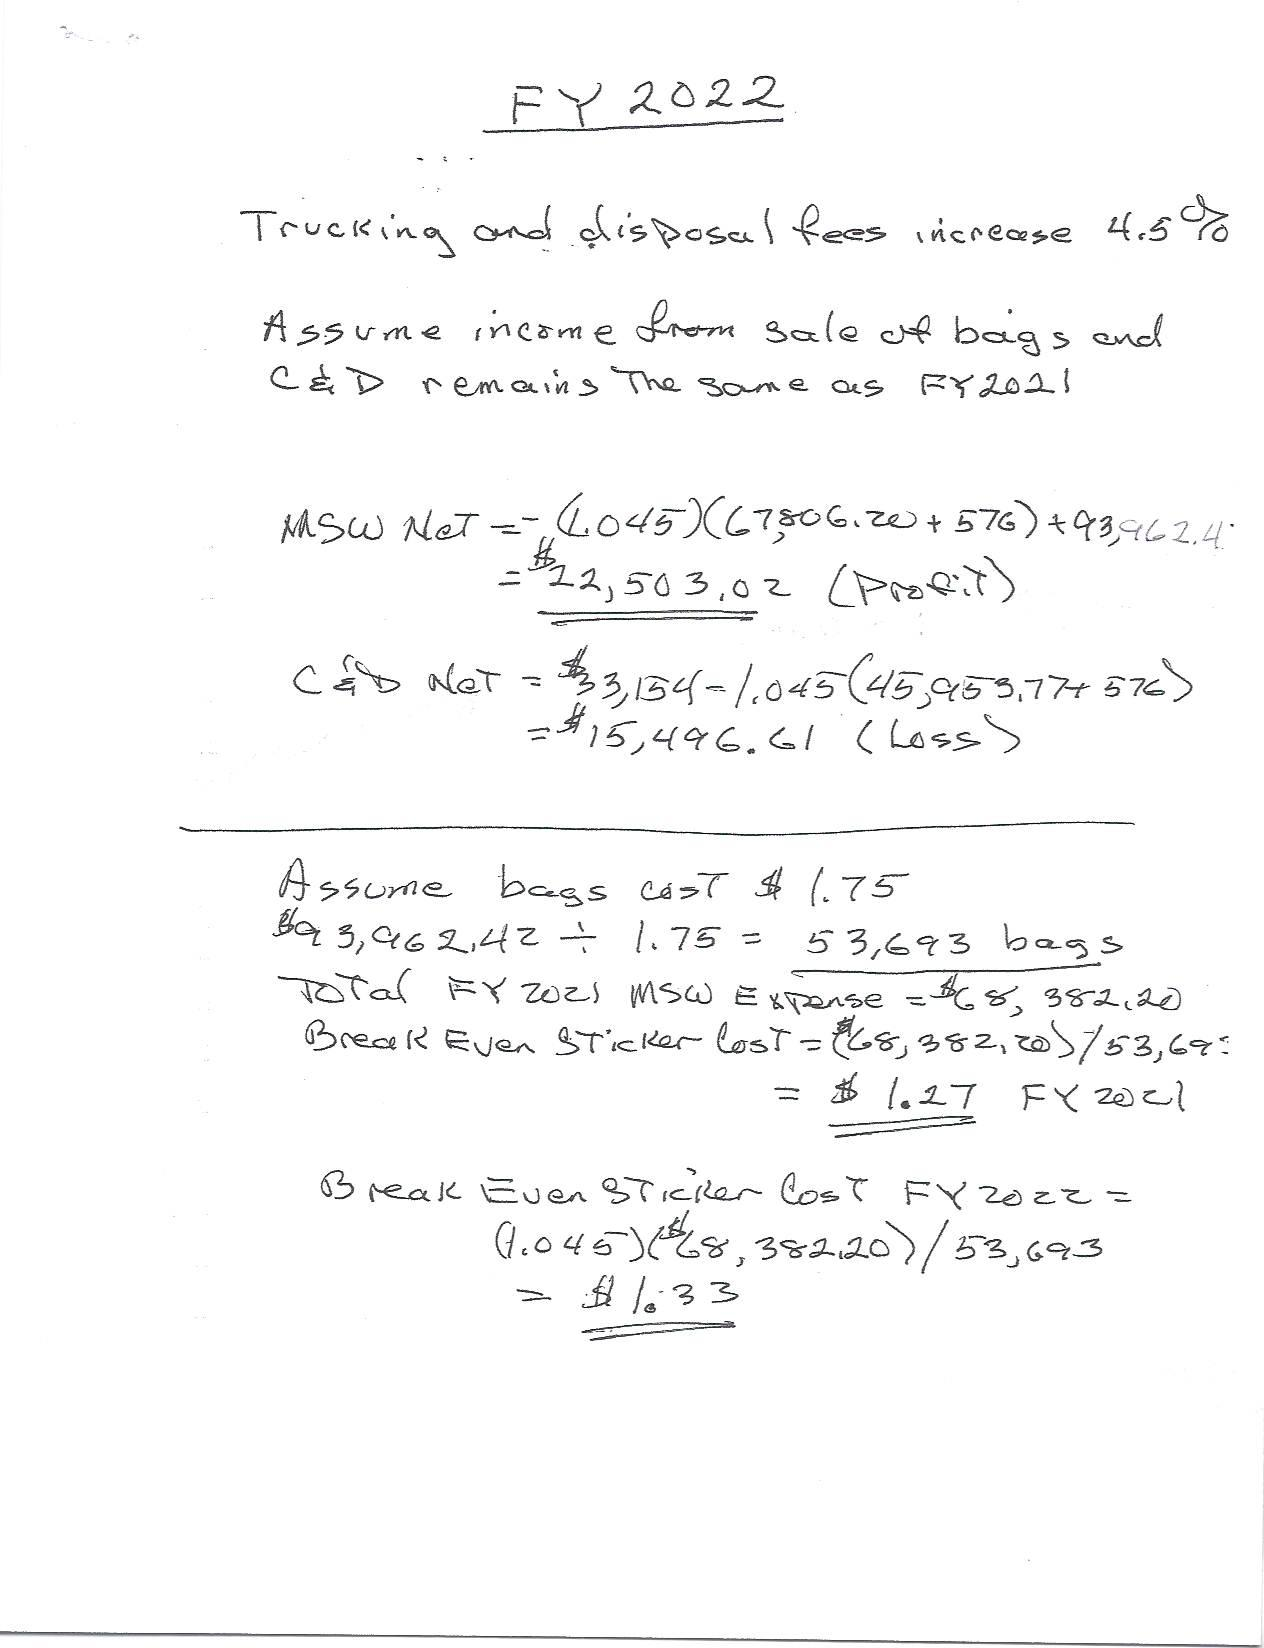 FY 2022
Trucking and disposal fees increase 4.5%
Assume income from sale of bags and
C&D remains The same as FY2021
MSW Net = -(1.045)(67,806.20 + 576) + 93,962.4
= $22,503.02 (Profit)
C&D Net = $33,154 - 1.045(45,953.77 + 576)
= $15,496.61 (Loss)
Assume bags cost $ 1.75
$93,962.42 ÷ 1.75 = 53,693 bags
Total FY 2021 MSW Expense = $68,382.20
Break Even Sticker Cost = ($68,382.20)/53,69
= $ 1.27 FY 2021
Break Even Sticker Cost FY 2022 =
(1.045)($68,382.20)/53,693
= $ 1.33